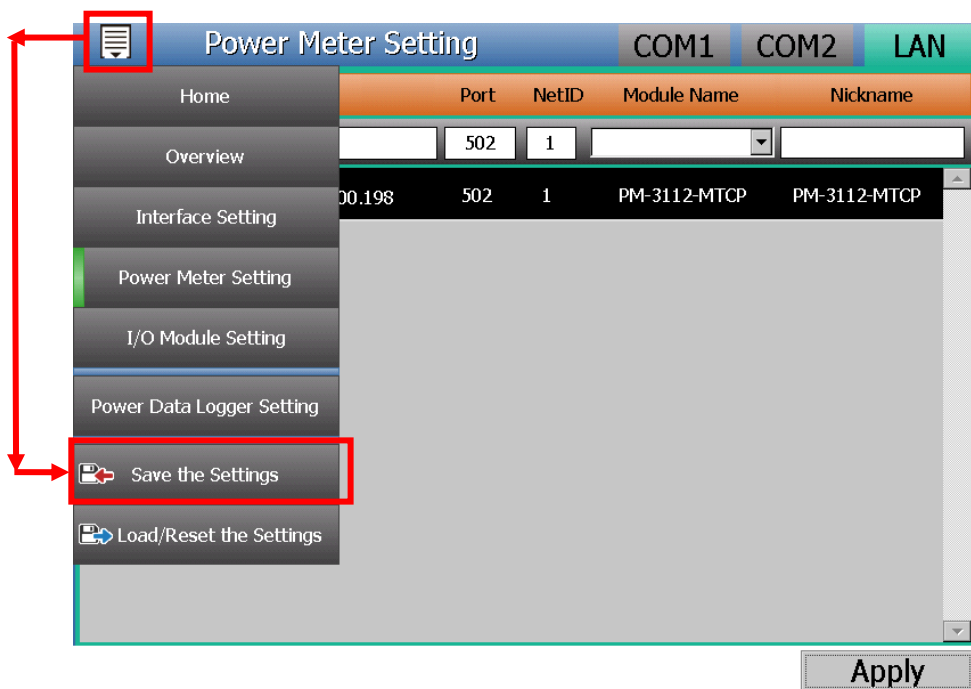 Power Meter Setting COM1 COM2 LAN
Home Port NetID Module Name Nickname
Overview 502 1
Interface Setting 00.198 502 1 PM-3112-MTCP PM-3112-MTCP
Power Meter Setting
I/O Module Setting
Power Data Logger Setting
Save the Settings
Load/Reset the Settings
Apply